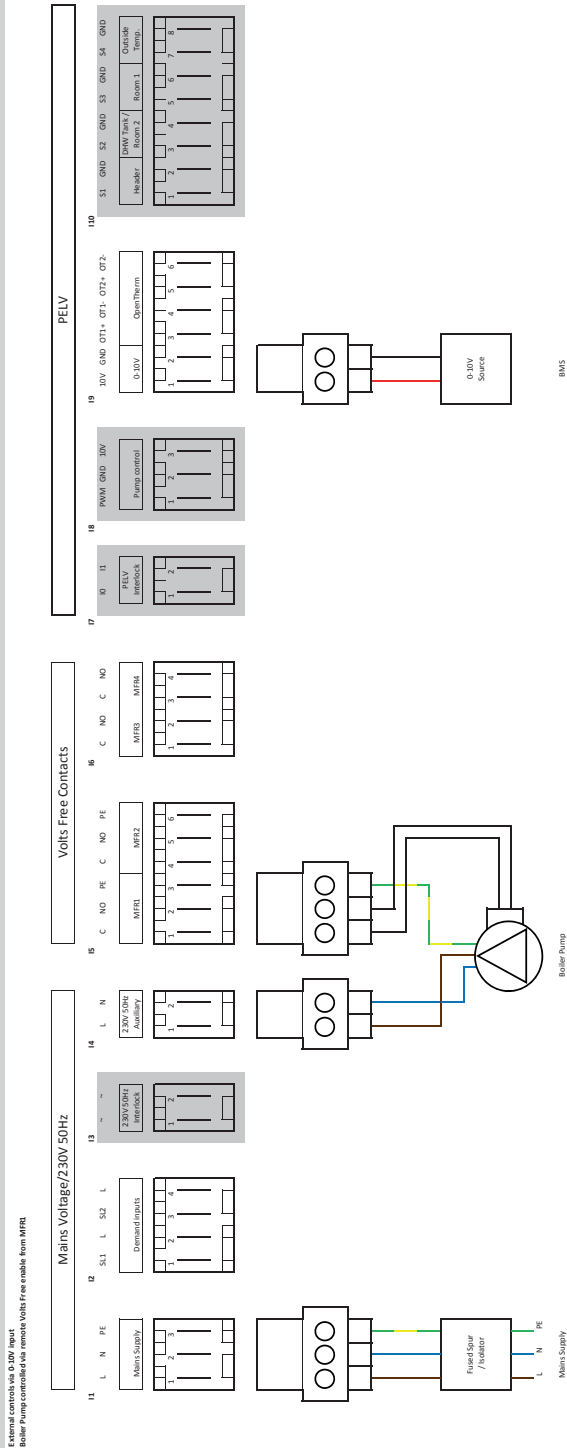 External controls via 0-10V input
Boiler Pump controlled via remote Volts Free enable from MFR1
Mains Voltage/230V 50Hz
Volts Free Contacts
PELV
I1
L N PE
Mains Supply
1 2 3
I2
SL1 L SL2 L
Demand inputs
1 2 3 4
I3
~ ~
230V 50Hz
Interlock
1 2
I4
L N
230V 50Hz
Auxiliary
1 2
I5
C NO PE C NO PE
MFR1 MFR2
1 2 3 4 5 6
I6
C NO C NO
MFR3 MFR4
1 2 3 4
I7
I0 I1
PELV
Interlock
1 2
I8
PWM GND 10V
Pump control
1 2 3
I9
10V GND OT1+ OT1- OT2+ OT2-
0-10V OpenTherm
1 2 3 4 5 6
I10
S1 GND S2 GND S3 GND S4 GND
Header
DHW Tank /
Room 2
Room 1
Outside
Temp.
1 2 3 4 5 6 7 8
Fused Spur
/ Isolator
L N PE
Mains Supply
Boiler Pump
0-10V
Source
BMS